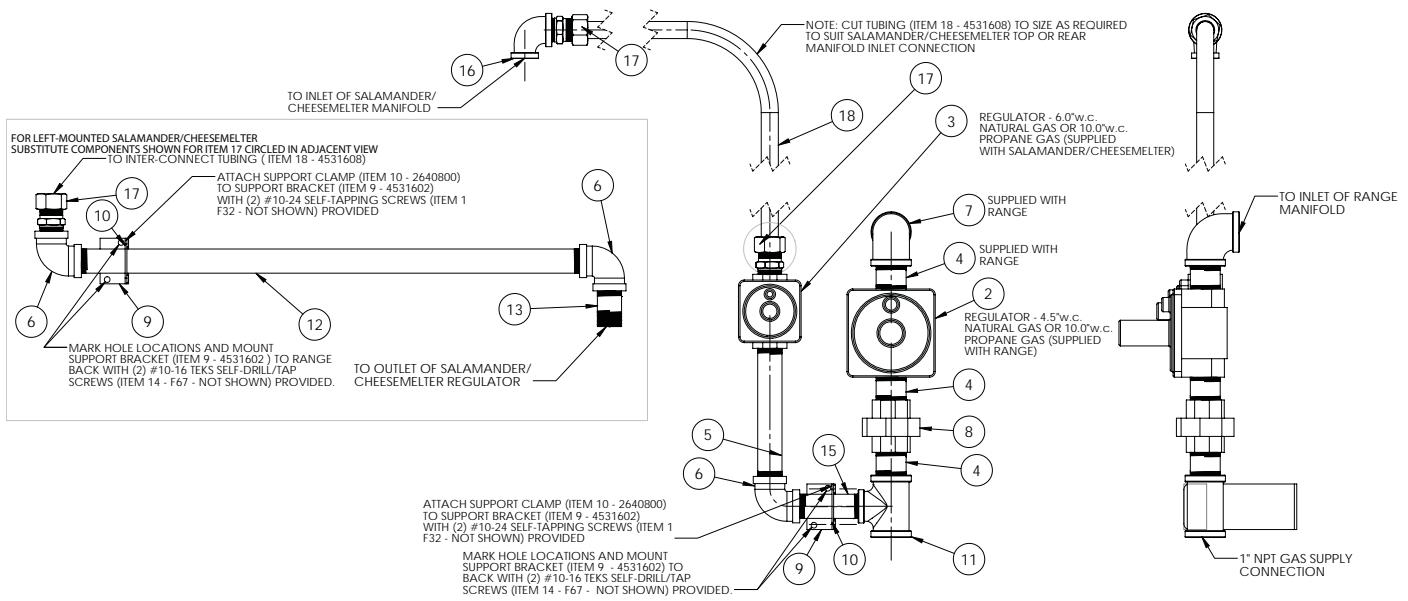 NOTE: CUT TUBING (ITEM 18 - 4531608) TO SIZE AS REQUIRED
TO SUIT SALAMANDER/CHEESEMELTER TOP OR REAR
MANIFOLD INLET CONNECTION
16
17
17
TO INLET OF SALAMANDER/
CHEESEMELTER MANIFOLD
18
3
REGULATOR - 6.0"w.c.
NATURAL GAS OR 10.0"w.c.
PROPANE GAS (SUPPLIED
WITH SALAMANDER/CHEESEMELTER)
FOR LEFT-MOUNTED SALAMANDER/CHEESEMELTER
SUBSTITUTE COMPONENTS SHOWN FOR ITEM 17 CIRCLED IN ADJACENT VIEW
TO INTER-CONNECT TUBING ( ITEM 18 - 4531608)
17
10
ATTACH SUPPORT CLAMP (ITEM 10 - 2640800)
TO SUPPORT BRACKET (ITEM 9 - 4531602)
WITH (2) #10-24 SELF-TAPPING SCREWS (ITEM 1
F32 - NOT SHOWN) PROVIDED
6
6
9
12
13
MARK HOLE LOCATIONS AND MOUNT
SUPPORT BRACKET (ITEM 9 - 4531602 ) TO RANGE
BACK WITH (2) #10-16 TEKS SELF-DRILL/TAP
SCREWS (ITEM 14 - F67 - NOT SHOWN) PROVIDED.
TO OUTLET OF SALAMANDER/
CHEESEMELTER REGULATOR
7
SUPPLIED WITH
RANGE
4
SUPPLIED WITH
RANGE
2
REGULATOR - 4.5"w.c.
NATURAL GAS OR 10.0"w.c.
PROPANE GAS (SUPPLIED
WITH RANGE)
TO INLET OF RANGE
MANIFOLD
4
8
4
5
6
15
ATTACH SUPPORT CLAMP (ITEM 10 - 2640800)
TO SUPPORT BRACKET (ITEM 9 - 4531602)
WITH (2) #10-24 SELF-TAPPING SCREWS (ITEM 1
F32 - NOT SHOWN) PROVIDED
MARK HOLE LOCATIONS AND MOUNT
SUPPORT BRACKET (ITEM 9 - 4531602) TO
BACK WITH (2) #10-16 TEKS SELF-DRILL/TAP
SCREWS (ITEM 14 - F67 - NOT SHOWN) PROVIDED.
9
10
11
1" NPT GAS SUPPLY
CONNECTION